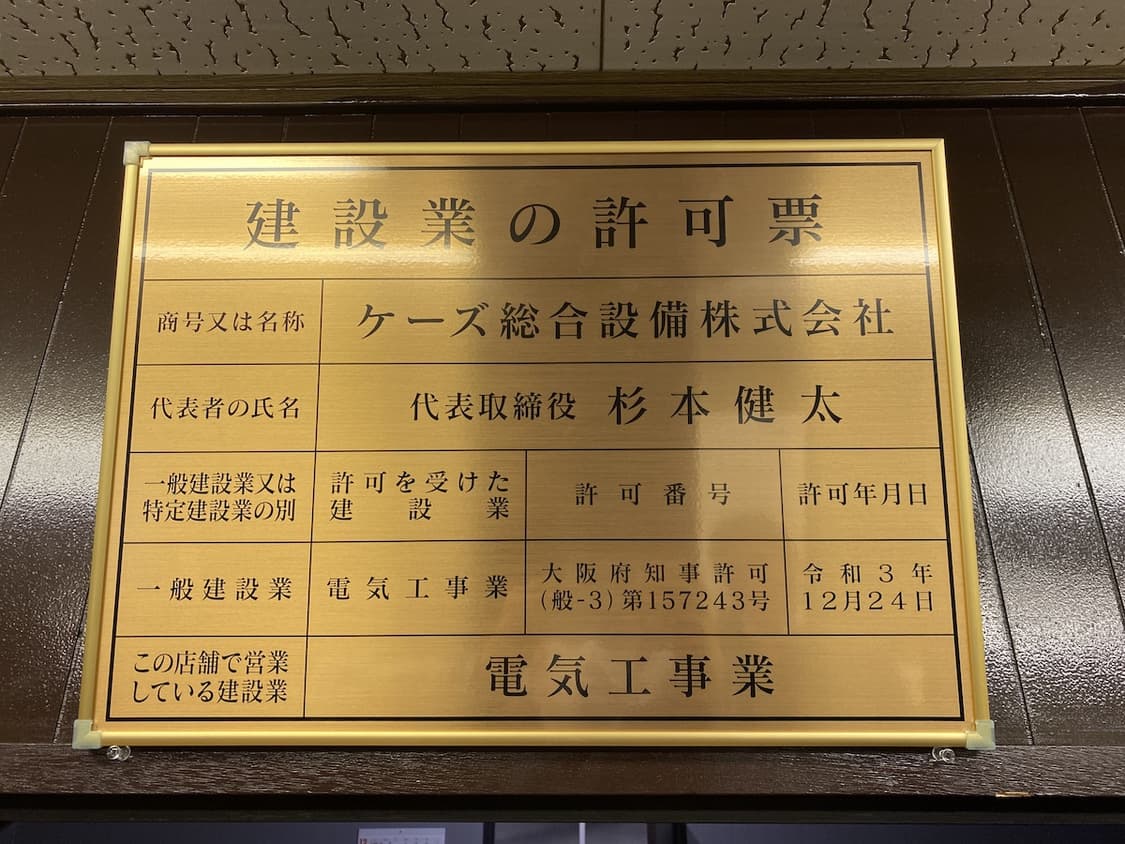 建設業の許可票
商号又は名称
ケーズ総合設備株式会社
代表者の氏名
代表取締役 杉本健太
一般建設業又は
特定建設業の別
許可を受けた
建設業
許可番号
許可年月日
一般建設業
電気工事業
大阪府知事許可
(般-3)第157243号
令和3年
12月24日
この店舗で営業
している建設業
電気工事業